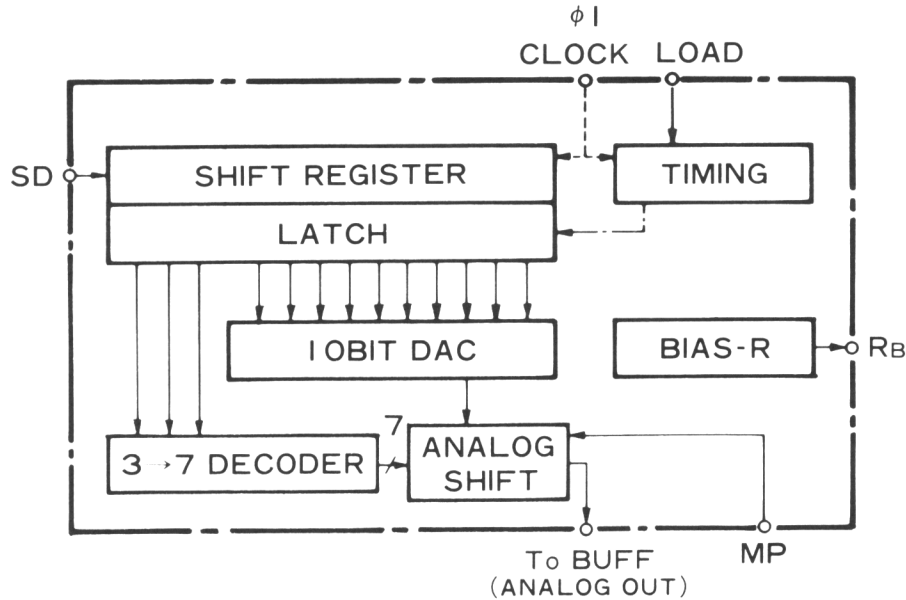 φ1
CLOCK LOAD
SD
SHIFT REGISTER
TIMING
LATCH
10BIT DAC
BIAS-R
RB
7
3→7 DECODER
ANALOG
SHIFT
To BUFF
(ANALOG OUT)
MP